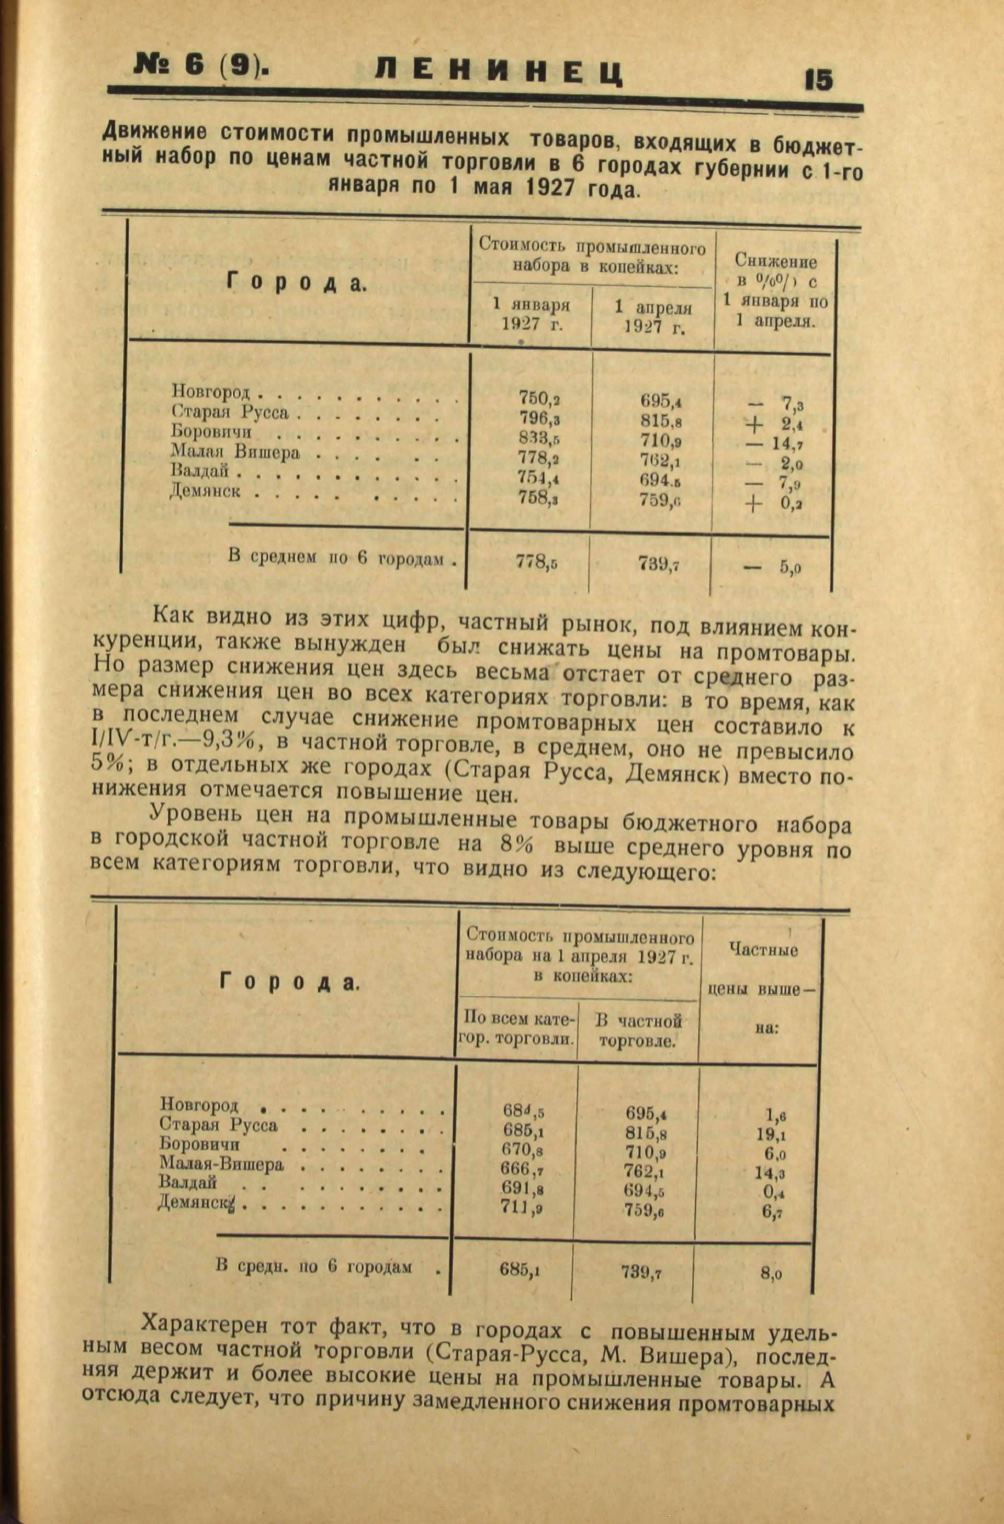 № 6 (9). ЛЕНИНЕЦ 15
Движение стоимости промышленных товаров, входящих в бюджет-
ный набор по ценам частной торговли в 6 городах губернии с 1-го
января по 1 мая 1927 года.
Города.
Стоимость промышленного
набора в копейках:
1 января
1927 г.
1 апреля
1927 г.
Снижение
в %% с
1 января по
1 апреля.
Новгород . . . . . . . . . . . 750,2 695,4 — 7,3
Старая Русса . . . . . . . . 796,3 815,8 + 2,4
Боровичи . . . . . . . . . . 833,5 710,9 — 14,7
Малая Вишера . . . . . . 778,2 762,1 — 2,0
Валдай . . . . . . . . . . . . 754,4 694,5 — 7,9
Демянск . . . . . . . . . . 758,3 759,6 + 0,2
В среднем по 6 городам . 778,5 739,7 — 5,0
Как видно из этих цифр, частный рынок, под влиянием кон-
куренции, также вынужден был снижать цены на промтовары.
Но размер снижения цен здесь весьма отстает от среднего раз-
мера снижения цен во всех категориях торговли: в то время, как
в последнем случае снижение промтоварных цен составило к
I/IV-т/г.—9,3%, в частной торговле, в среднем, оно не превысило
5%; в отдельных же городах (Старая Русса, Демянск) вместо по-
нижения отмечается повышение цен.
Уровень цен на промышленные товары бюджетного набора
в городской частной торговле на 8% выше среднего уровня по
всем категориям торговли, что видно из следующего:
Города.
Стоимость промышленного
набора на 1 апреля 1927 г.
в копейках:
По всем кате-
гор. торговли.
В частной
торговле.
Частные
цены выше—
на:
Новгород . . . . . . . . . . 684,5 695,4 1,6
Старая Русса . . . . . . . . 685,1 815,8 19,1
Боровичи . . . . . . . . 670,8 710,9 6,0
Малая-Вишера . . . . . . . . 666,7 762,1 14,3
Валдай . . . . . . . . . . 691,8 694,5 0,4
Демянск . . . . . . . . . . . 711,9 759,6 6,7
В средн. по 6 городам . 685,1 739,7 8,0
Характерен тот факт, что в городах с повышенным удель-
ным весом частной торговли (Старая-Русса, М. Вишера), послед-
няя держит и более высокие цены на промышленные товары. А
отсюда следует, что причину замедленного снижения промтоварных